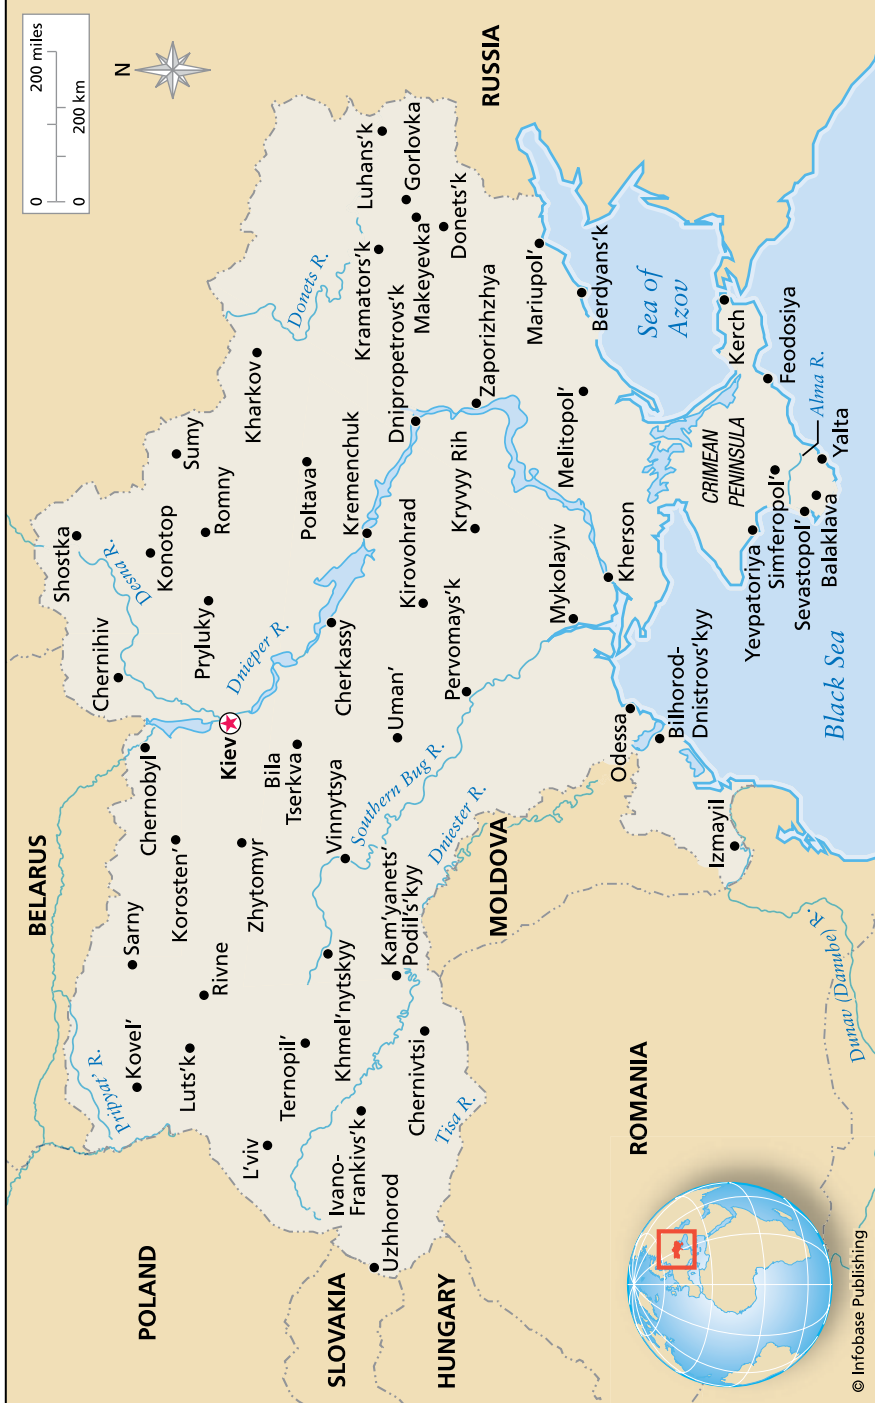 0 200 miles
0 200 km
N
RUSSIA
BELARUS
POLAND
SLOVAKIA
HUNGARY
ROMANIA
MOLDOVA
Shostka
Desna R.
Chernihiv
Konotop
Sumy
Romny
Pryluky
Chernobyl'
Kiev
Dnieper R.
Kharkov
Donets R.
Poltava
Kremenchuk
Cherkassy
Bila
Tserkva
Uman'
Kirovohrad
Kramators'k
Luhans'k
Gorlovka
Makeyevka
Donets'k
Dnipropetrovs'k
Zaporizhzhya
Kryvyy Rih
Pervomays'k
Mariupol'
Berdyans'k
Melitopol'
Mykolayiv
Kherson
Odessa
Bilhorod-
Dnistrovs'kyy
Izmayil
Sea of
Azov
Kerch
Feodosiya
CRIMEAN
PENINSULA
Alma R.
Yalta
Simferopol'
Yevpatoriya
Sevastopol'
Balaklava
Black Sea
Pripyat' R.
Kovel'
Sarny
Korosten'
Luts'k
Rivne
Zhytomyr
L'viv
Ternopil'
Khmel'nytskyy
Vinnytsya
Southern Bug R.
Dniester R.
Kam'yanets'
Podil's'kyy
Ivano-
Frankivs'k
Chernivtsi
Uzhhorod
Tisa R.
Dunav (Danube) R.
© Infobase Publishing